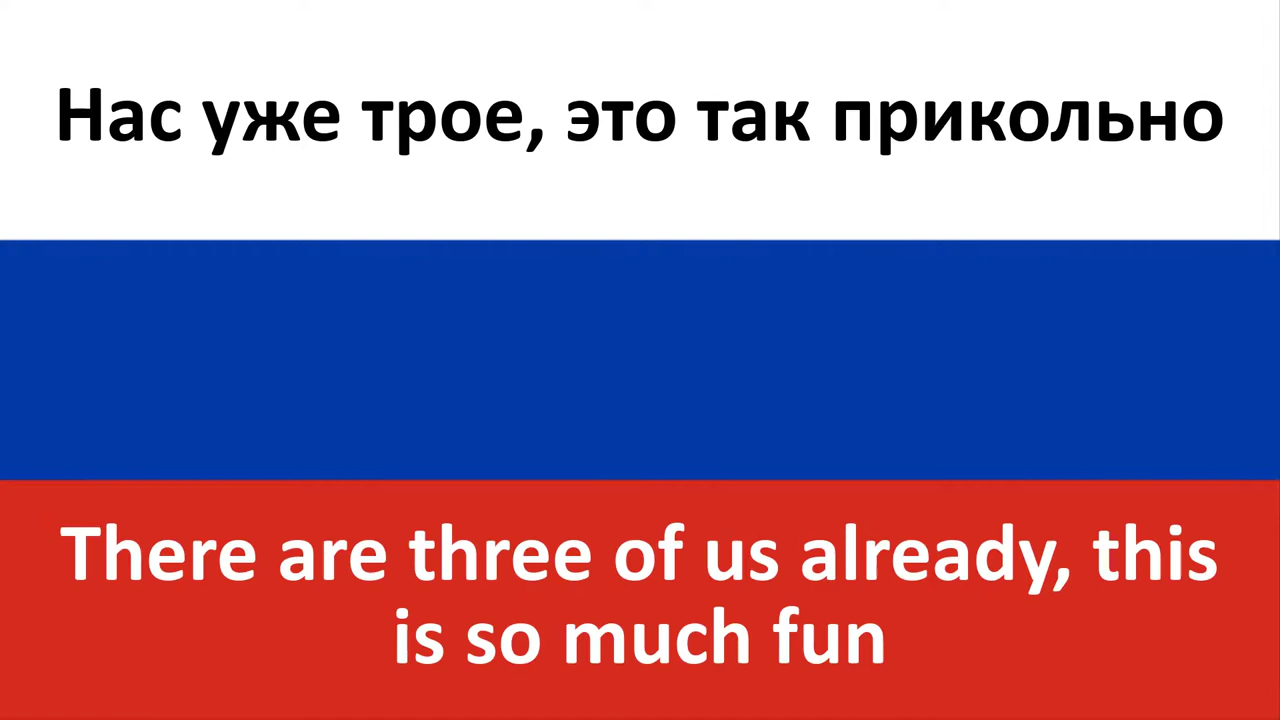 Нас уже трое, это так прикольно
There are three of us already, this
is so much fun